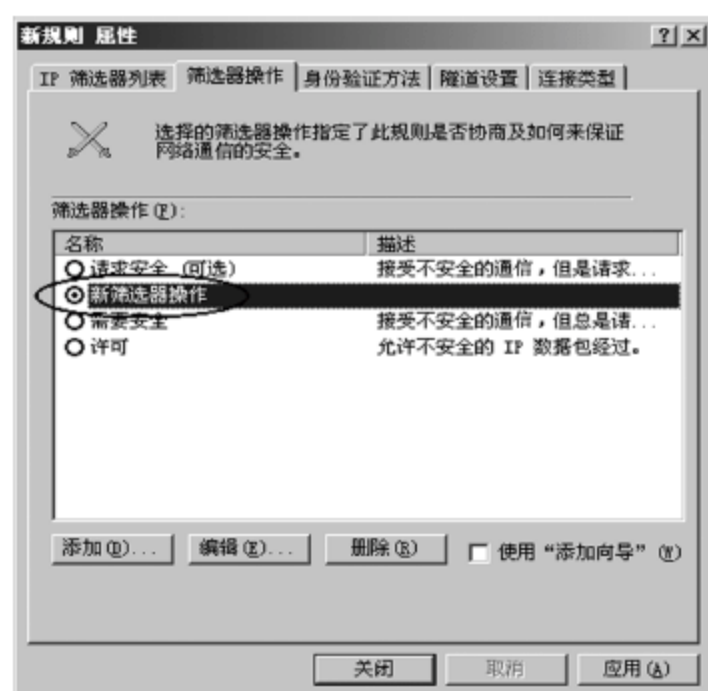 新规则 属性
IP 筛选器列表 筛选器操作 身份验证方法 隧道设置 连接类型
选择的筛选器操作指定了此规则是否协商及如何来保证
网络通信的安全。
筛选器操作(F):
名称 描述
请求安全 (可选) 接受不安全的通信,但是请求...
新筛选器操作
需要安全 接受不安全的通信,但总是请...
许可 允许不安全的 IP 数据包经过。
添加(D)... 编辑(E)... 删除(R) 使用“添加向导” (W)
关闭 取消 应用(A)